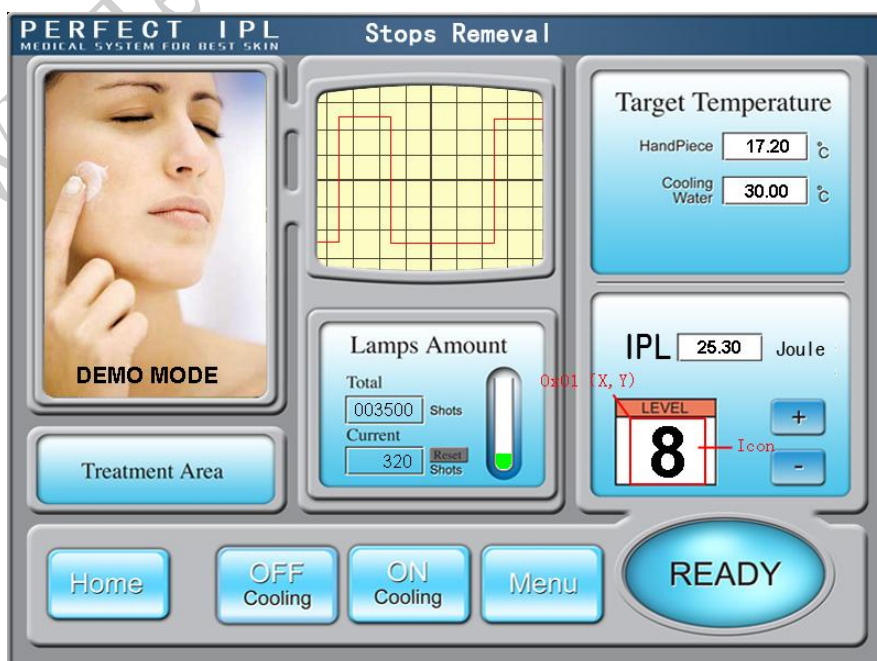 PERFECT IPL
MEDICAL SYSTEM FOR BEST SKIN
Stops Remeval
DEMO MODE
Treatment Area
Lamps Amount
Total
003500 Shots
Current
320 Reset Shots
Target Temperature
HandPiece 17.20 °C
Cooling Water 30.00 °C
IPL 25.30 Joule
0x01 (X, Y)
LEVEL
8
Icon
+
-
Home
OFF Cooling
ON Cooling
Menu
READY